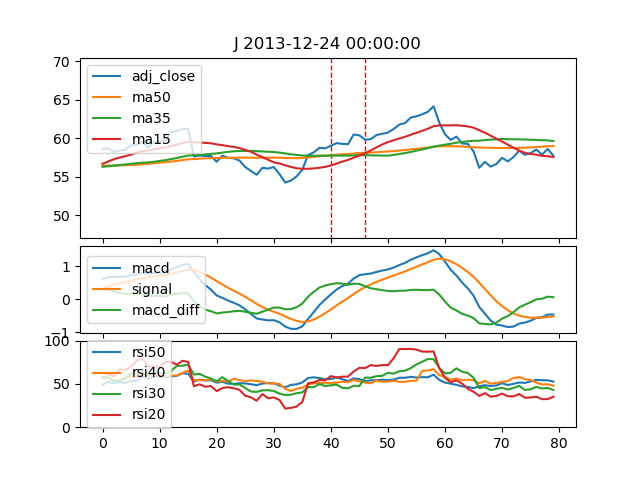 J 2013-12-24 00:00:00
70
65
60
55
50
adj_close
ma50
ma35
ma15
1
0
−1
macd
signal
macd_diff
100
50
0
rsi50
rsi40
rsi30
rsi20
0 10 20 30 40 50 60 70 80